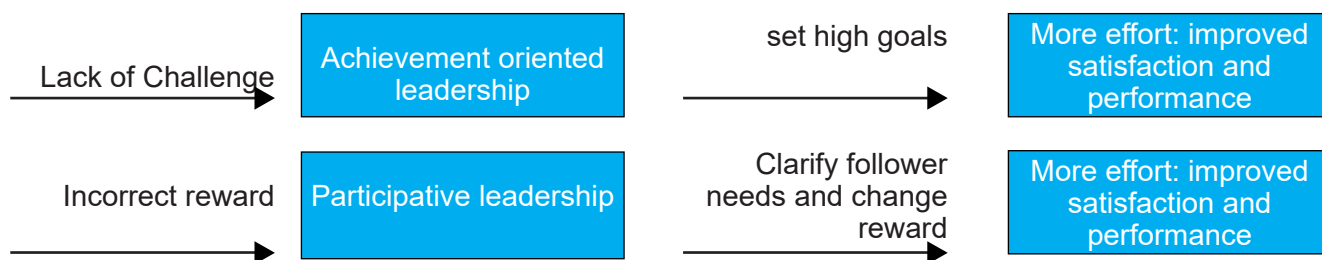 Lack of Challenge
Achievement oriented
leadership
set high goals
More effort: improved
satisfaction and
performance
Incorrect reward
Participative leadership
Clarify follower
needs and change
reward
More effort: improved
satisfaction and
performance